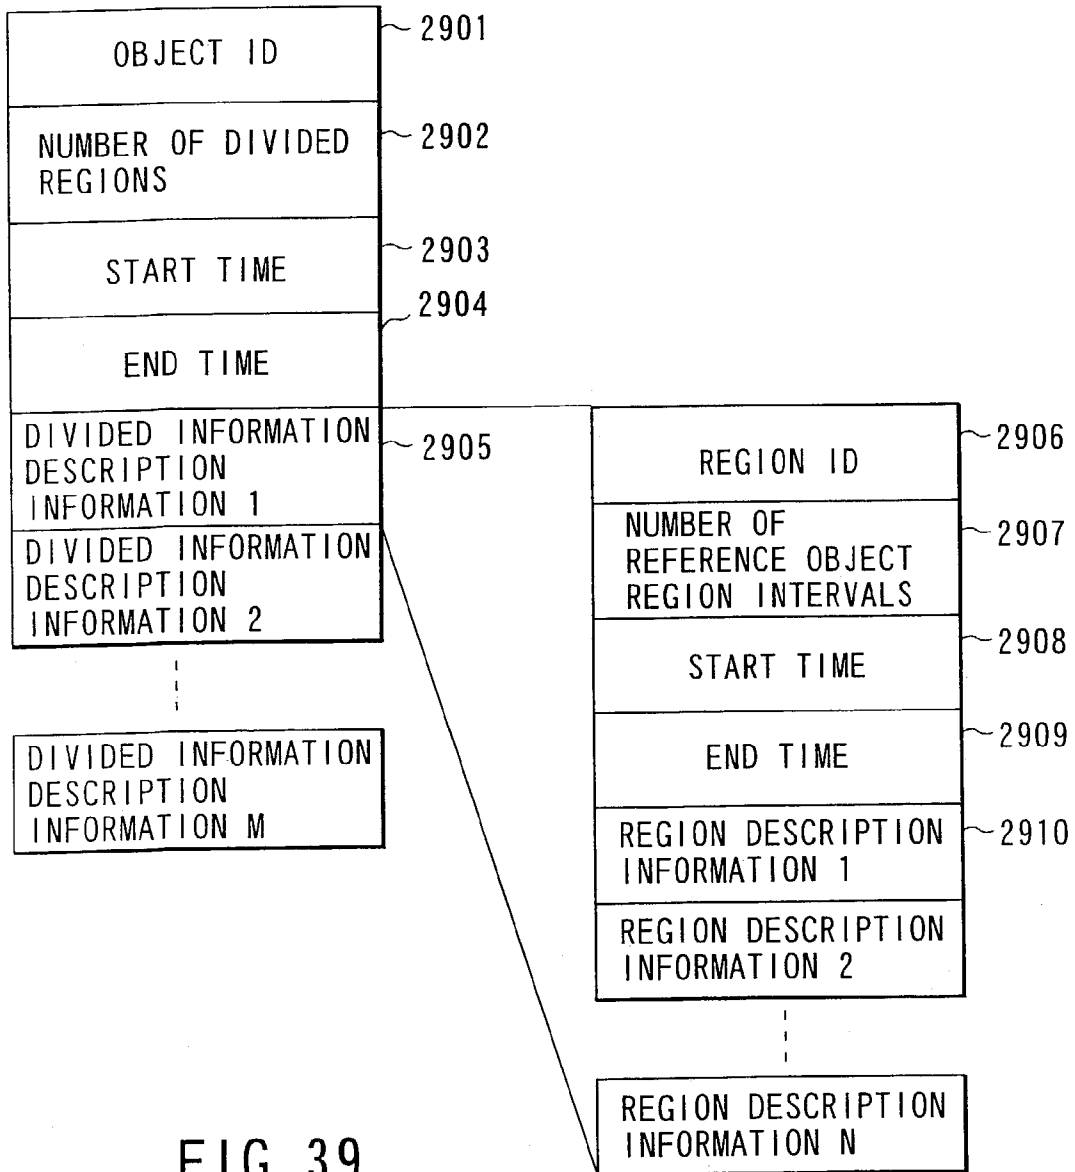 OBJECT ID
2901
NUMBER OF DIVIDED
REGIONS
2902
START TIME
2903
2904
END TIME
DIVIDED INFORMATION
DESCRIPTION
INFORMATION 1
2905
DIVIDED INFORMATION
DESCRIPTION
INFORMATION 2
DIVIDED INFORMATION
DESCRIPTION
INFORMATION M
REGION ID
2906
NUMBER OF
REFERENCE OBJECT
REGION INTERVALS
2907
START TIME
2908
END TIME
2909
REGION DESCRIPTION
INFORMATION 1
2910
REGION DESCRIPTION
INFORMATION 2
REGION DESCRIPTION
INFORMATION N
FIG. 39